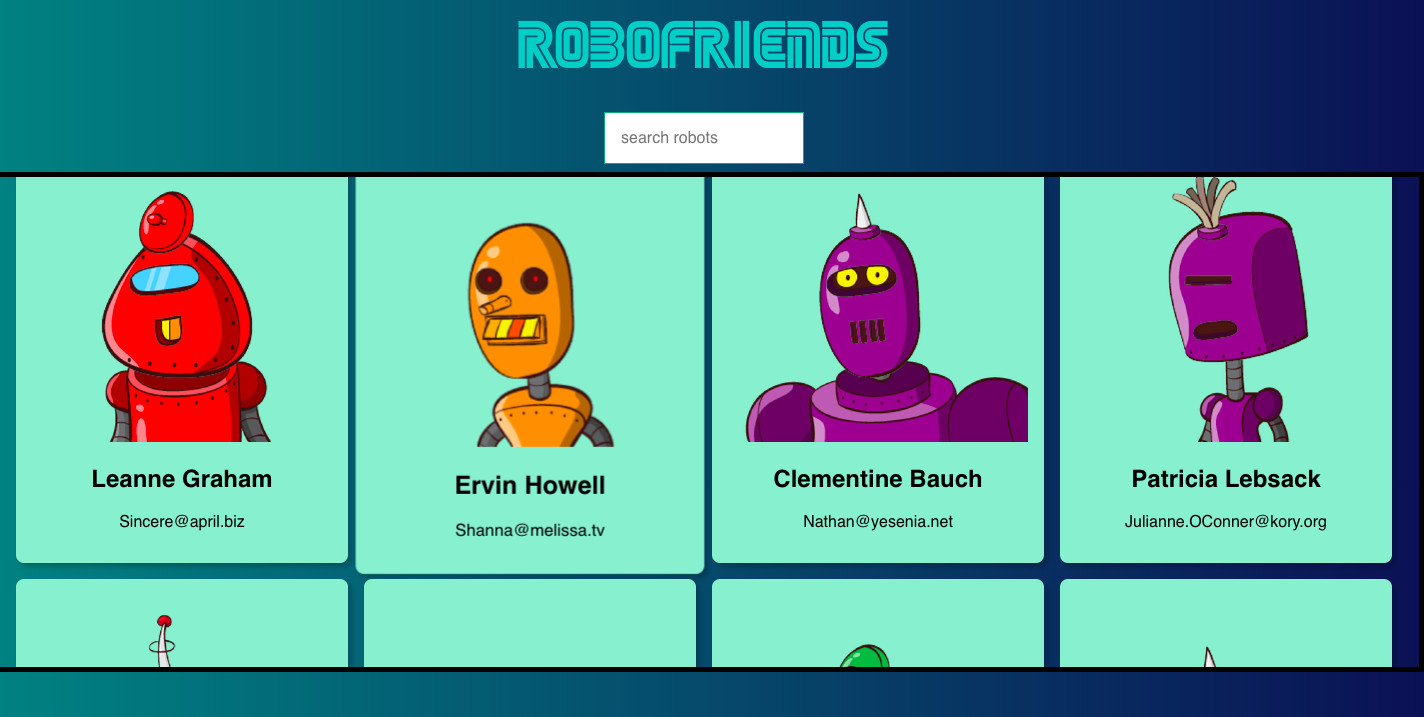 ROBOFRIENDS
search robots
Leanne Graham
Ervin Howell
Clementine Bauch
Patricia Lebsack
Sincere@april.biz
Shanna@melissa.tv
Nathan@yesenia.net
Julianne.OConner@kory.org